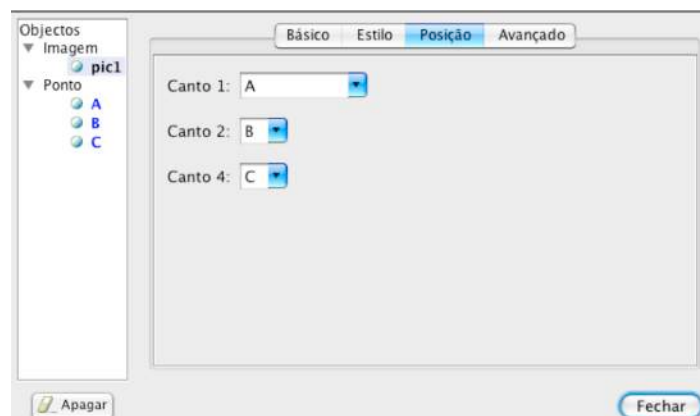 Objectos
Imagem
pic1
Ponto
A
B
C
Básico Estilo Posição Avançado
Canto 1: A
Canto 2: B
Canto 4: C
Apagar
Fechar